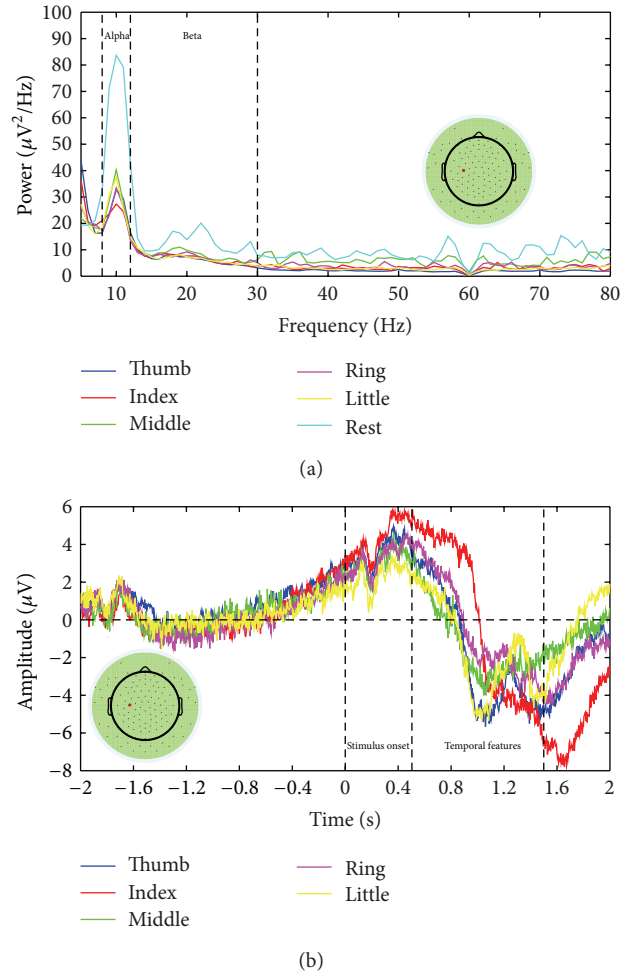 100
90
80
70
60
50
40
30
20
10
0
Power (μV²/Hz)
Alpha
Beta
10 20 30 40 50 60 70 80
Frequency (Hz)
Thumb
Index
Middle
Ring
Little
Rest
(a)
6
4
2
0
−2
−4
−6
−8
Amplitude (μV)
Stimulus onset
Temporal features
−2 −1.6 −1.2 −0.8 −0.4 0 0.4 0.8 1.2 1.6 2
Time (s)
Thumb
Index
Middle
Ring
Little
(b)